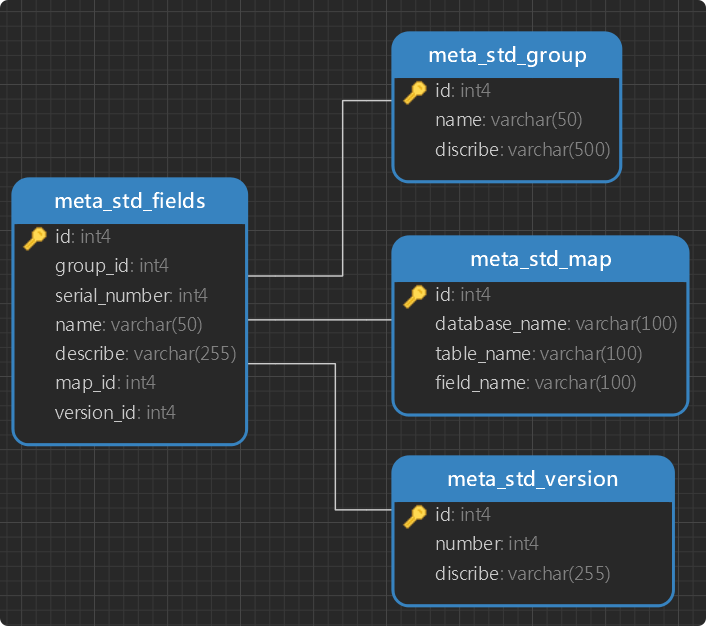 meta_std_group
id: int4
name: varchar(50)
discribe: varchar(500)
meta_std_fields
id: int4
group_id: int4
serial_number: int4
name: varchar(50)
describe: varchar(255)
map_id: int4
version_id: int4
meta_std_map
id: int4
database_name: varchar(100)
table_name: varchar(100)
field_name: varchar(100)
meta_std_version
id: int4
number: int4
discribe: varchar(255)